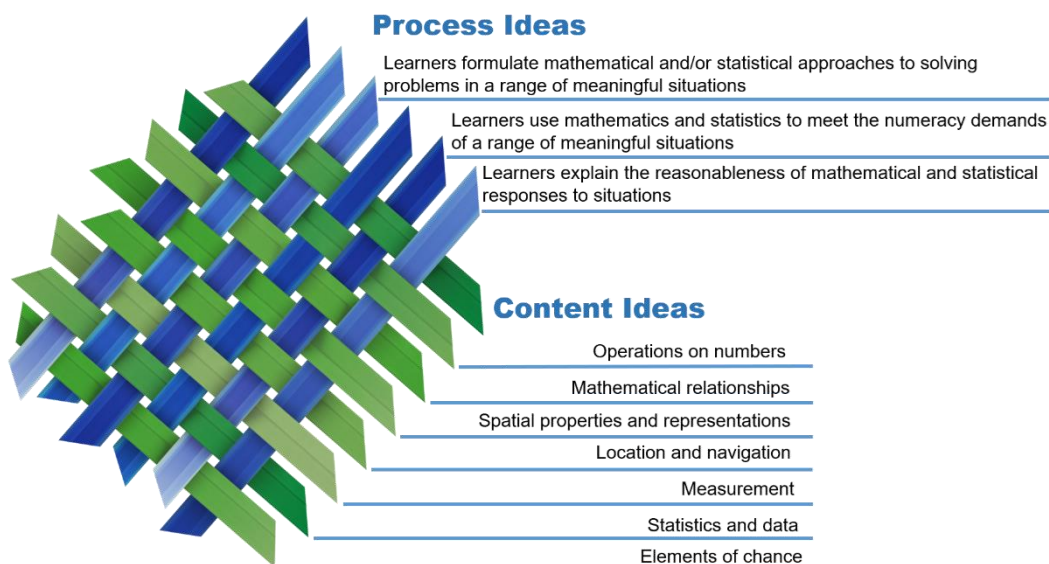 Process Ideas
Learners formulate mathematical and/or statistical approaches to solving
problems in a range of meaningful situations
Learners use mathematics and statistics to meet the numeracy demands
of a range of meaningful situations
Learners explain the reasonableness of mathematical and statistical
responses to situations
Content Ideas
Operations on numbers
Mathematical relationships
Spatial properties and representations
Location and navigation
Measurement
Statistics and data
Elements of chance